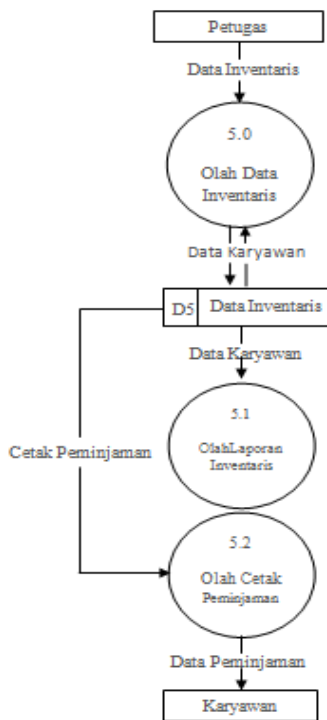 Petugas
Data Inventaris
5.0
Olah Data
Inventaris
Data Karyawan
D5 Data Inventaris
Data Karyawan
5.1
OlahLaporan
Inventaris
Cetak Peminjaman
5.2
Olah Cetak
Peminjaman
Data Peminjaman
Karyawan